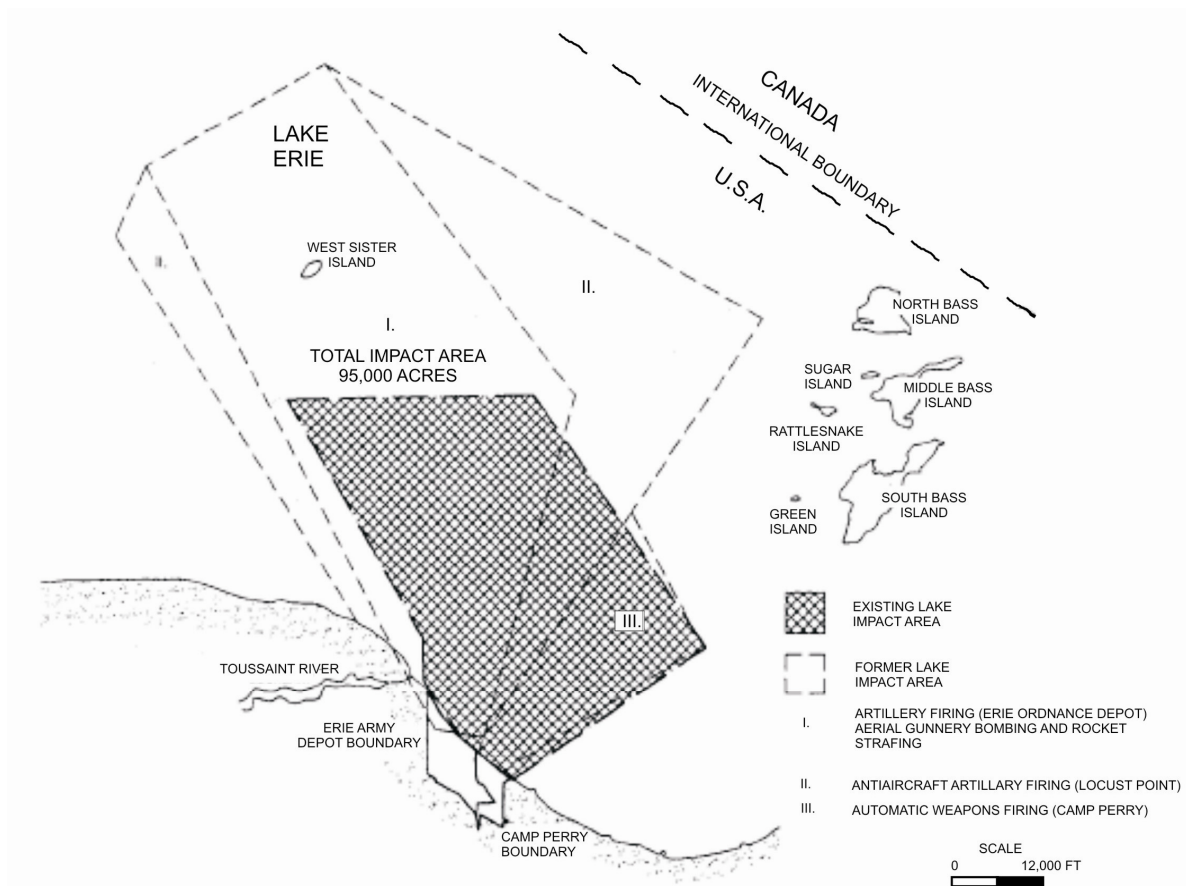 CANADA
INTERNATIONAL BOUNDARY
U.S.A.
LAKE
ERIE
WEST SISTER
ISLAND
II.
II.
I.
TOTAL IMPACT AREA
95,000 ACRES
NORTH BASS
ISLAND
SUGAR
ISLAND
MIDDLE BASS
ISLAND
RATTLESNAKE
ISLAND
SOUTH BASS
ISLAND
GREEN
ISLAND
III.
TOUSSAINT RIVER
ERIE ARMY
DEPOT BOUNDARY
CAMP PERRY
BOUNDARY
EXISTING LAKE
IMPACT AREA
FORMER LAKE
IMPACT AREA
I. ARTILLERY FIRING (ERIE ORDNANCE DEPOT)
AERIAL GUNNERY BOMBING AND ROCKET
STRAFING
II. ANTIAIRCRAFT ARTILLARY FIRING (LOCUST POINT)
III. AUTOMATIC WEAPONS FIRING (CAMP PERRY)
SCALE
0 12,000 FT